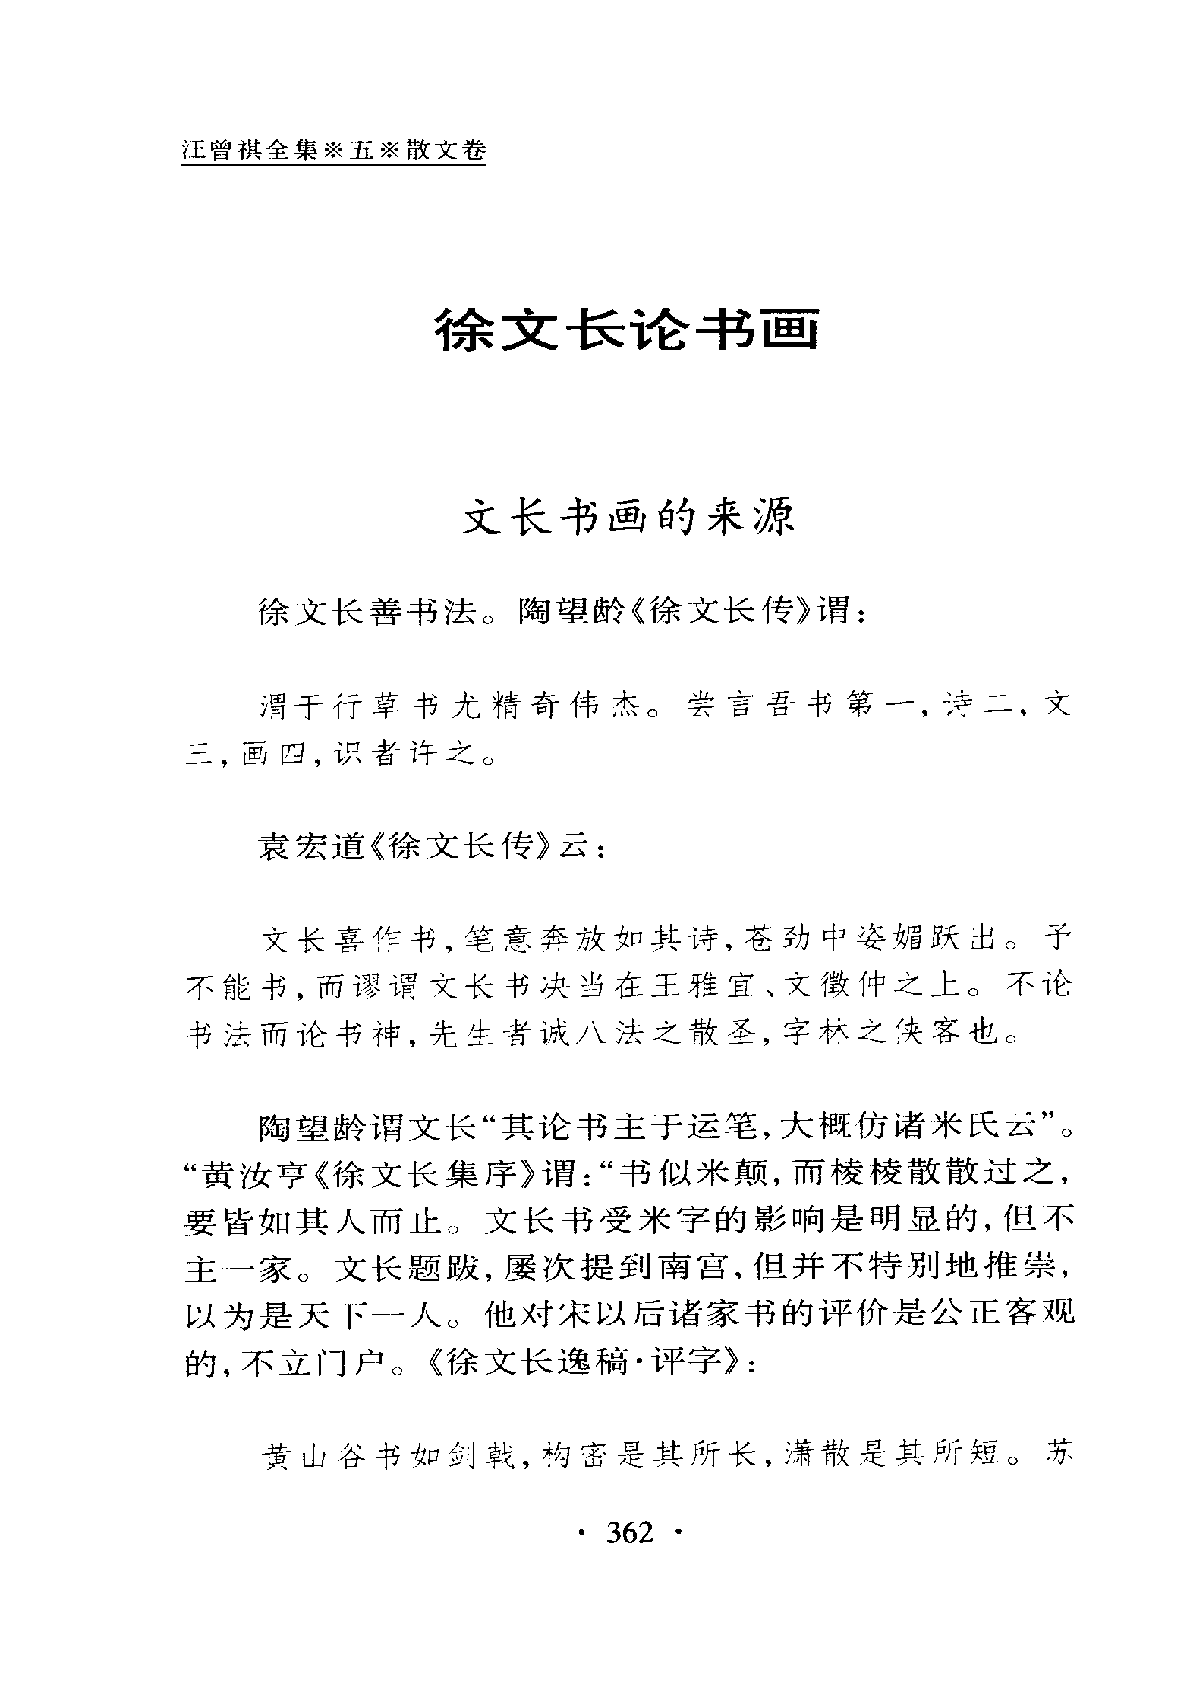 汪曾祺全集※五※散文卷
徐文长论书画
文长书画的来源
徐文长善书法。陶望龄《徐文长传》谓：
渭于行草书尤精奇伟杰。尝言吾书第一，诗二，文
三，画四，识者许之。
袁宏道《徐文长传》云：
文长喜作书，笔意奔放如其诗，苍劲中姿媚跃出。予
不能书，而谬谓文长书决当在王雅宜、文徵仲之上。不论
书法而论书神，先生者诚八法之散圣，字林之侠客也。
陶望龄谓文长“其论书主于运笔，大概仿诸米氏云”。
“黄汝亨《徐文长集序》谓：“书似米颠，而棱棱散散过之，
要皆如其人而止。文长书受米字的影响是明显的，但不
主一家。文长题跋，屡次提到南宫，但并不特别地推崇，
以为是天下一人。他对宋以后诸家书的评价是公正客观
的，不立门户。《徐文长逸稿·评字》：
黄山谷书如剑戟，构密是其所长，潇散是其所短。苏
· 362 ·